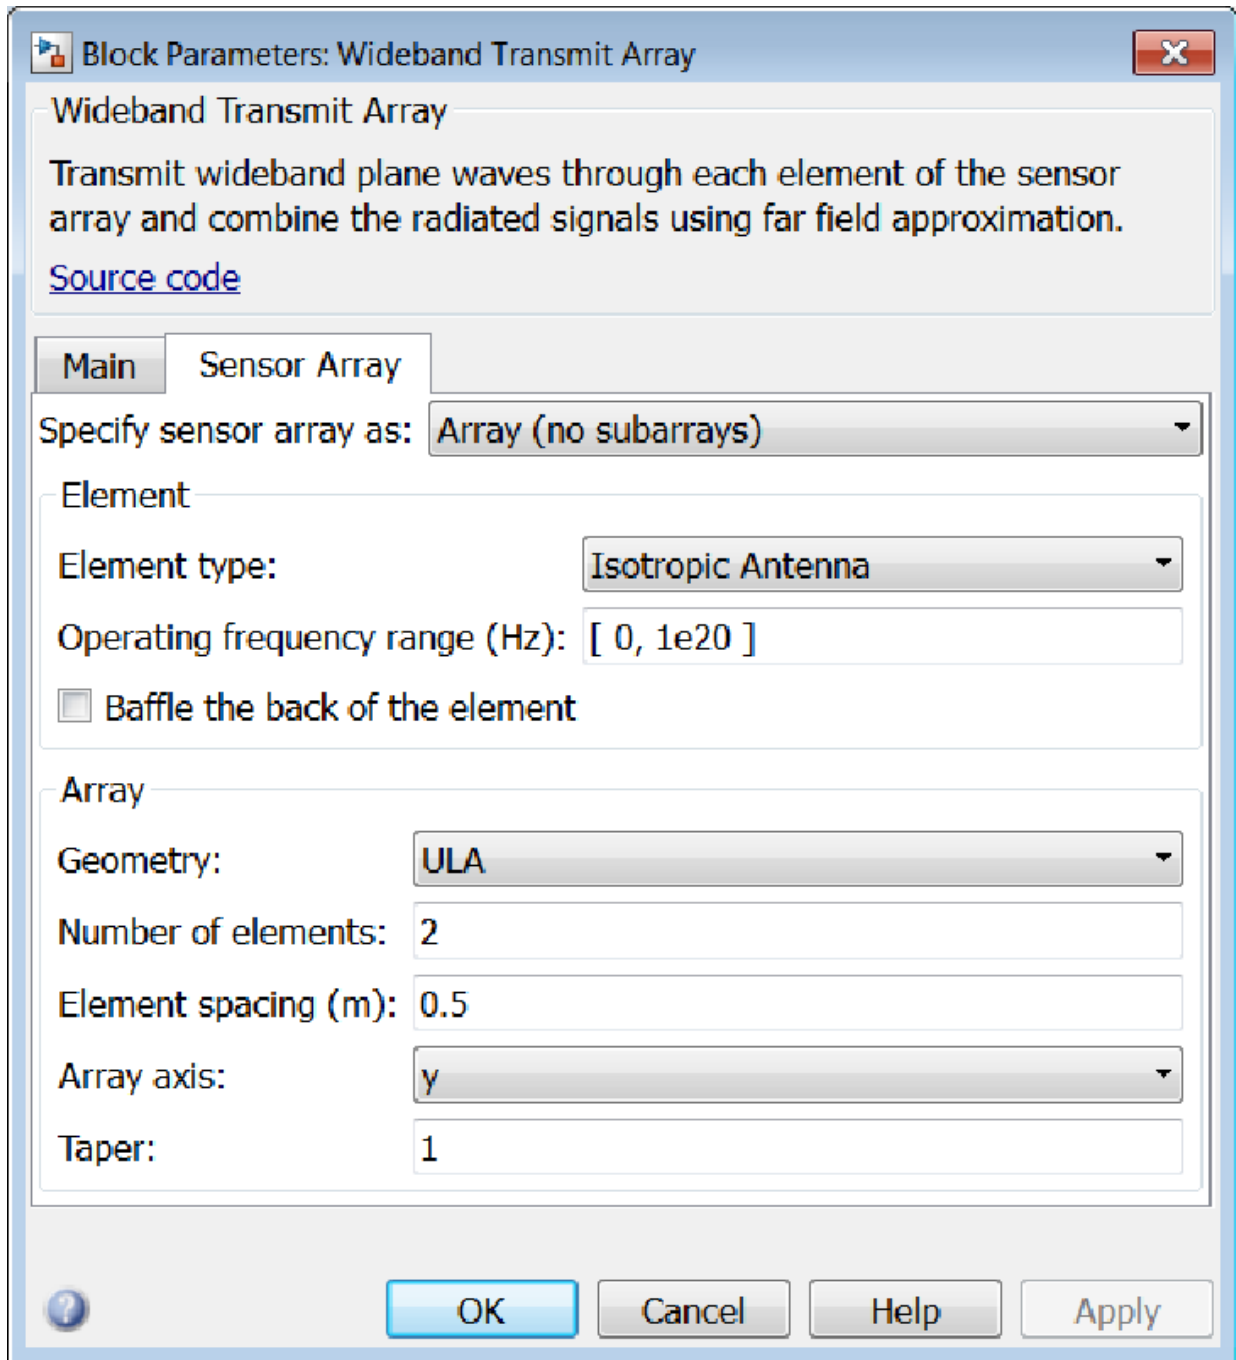 Block Parameters: Wideband Transmit Array
Wideband Transmit Array
Transmit wideband plane waves through each element of the sensor
array and combine the radiated signals using far field approximation.
Source code
Main Sensor Array
Specify sensor array as: Array (no subarrays)
Element
Element type: Isotropic Antenna
Operating frequency range (Hz): [ 0, 1e20 ]
Baffle the back of the element
Array
Geometry: ULA
Number of elements: 2
Element spacing (m): 0.5
Array axis: y
Taper: 1
? OK Cancel Help Apply